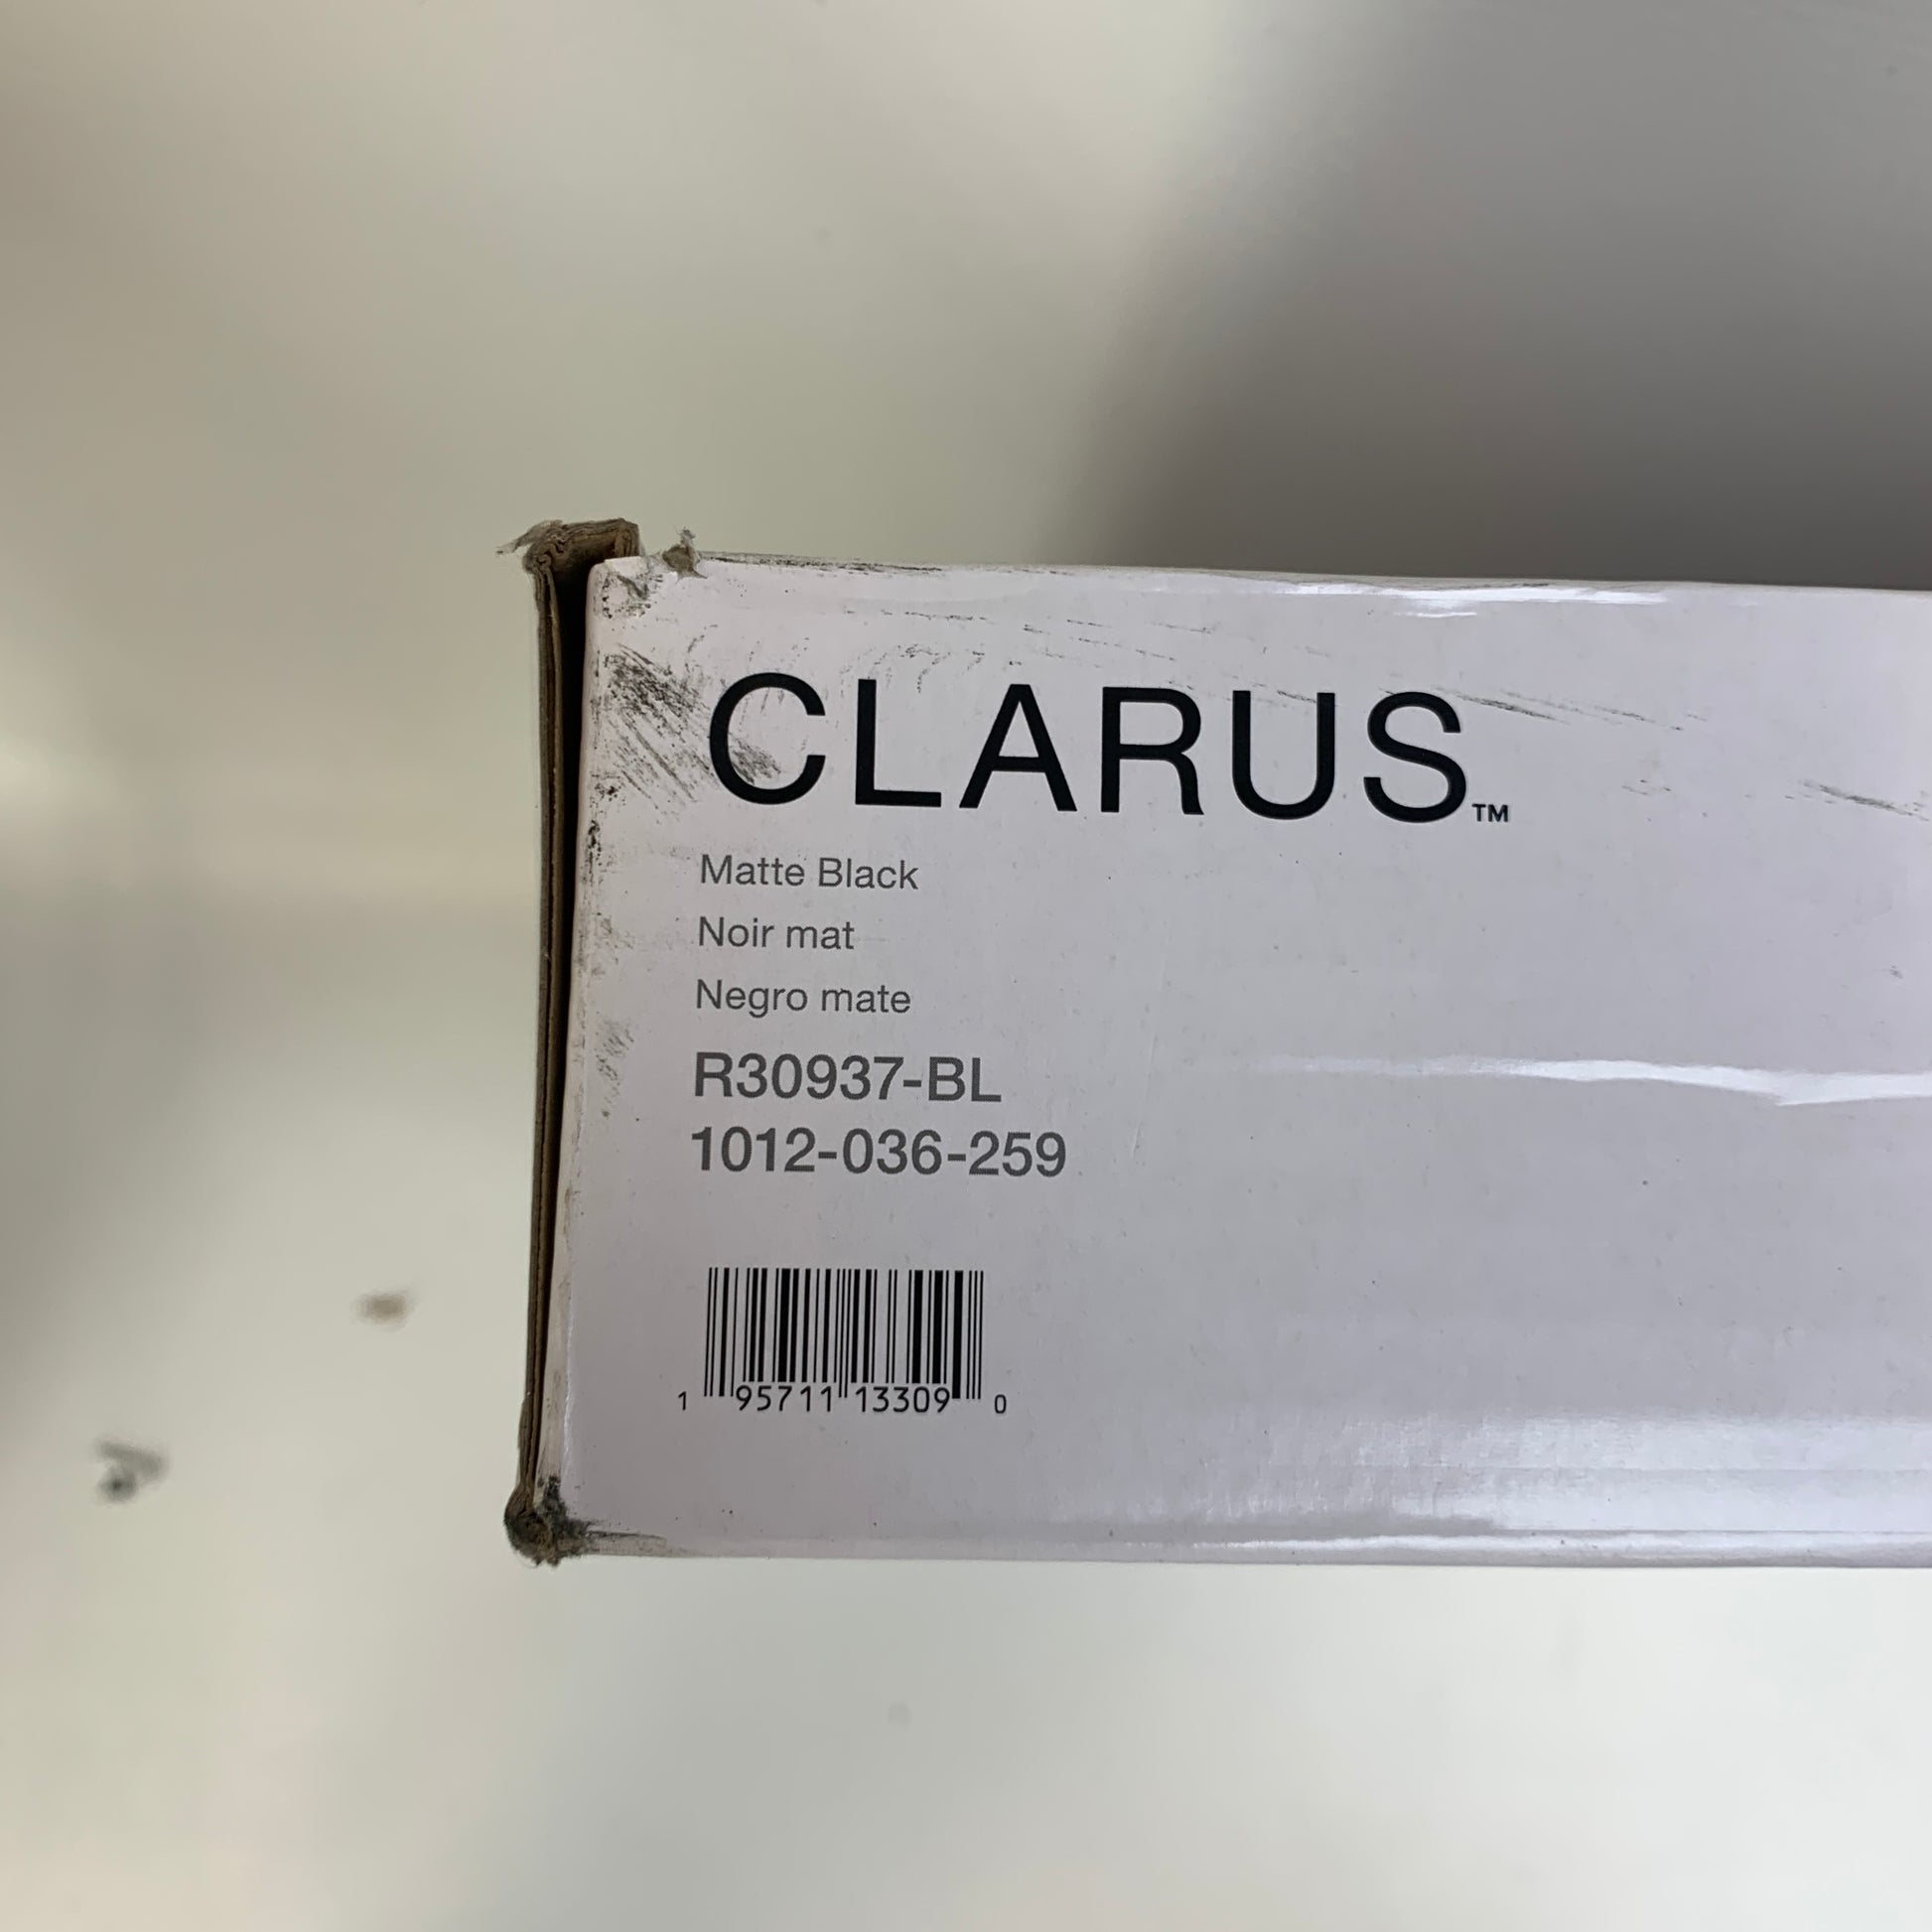 CLARUS™
Matte Black
Noir mat
Negro mate
R30937-BL
1012-036-259
1 95711 13309 0